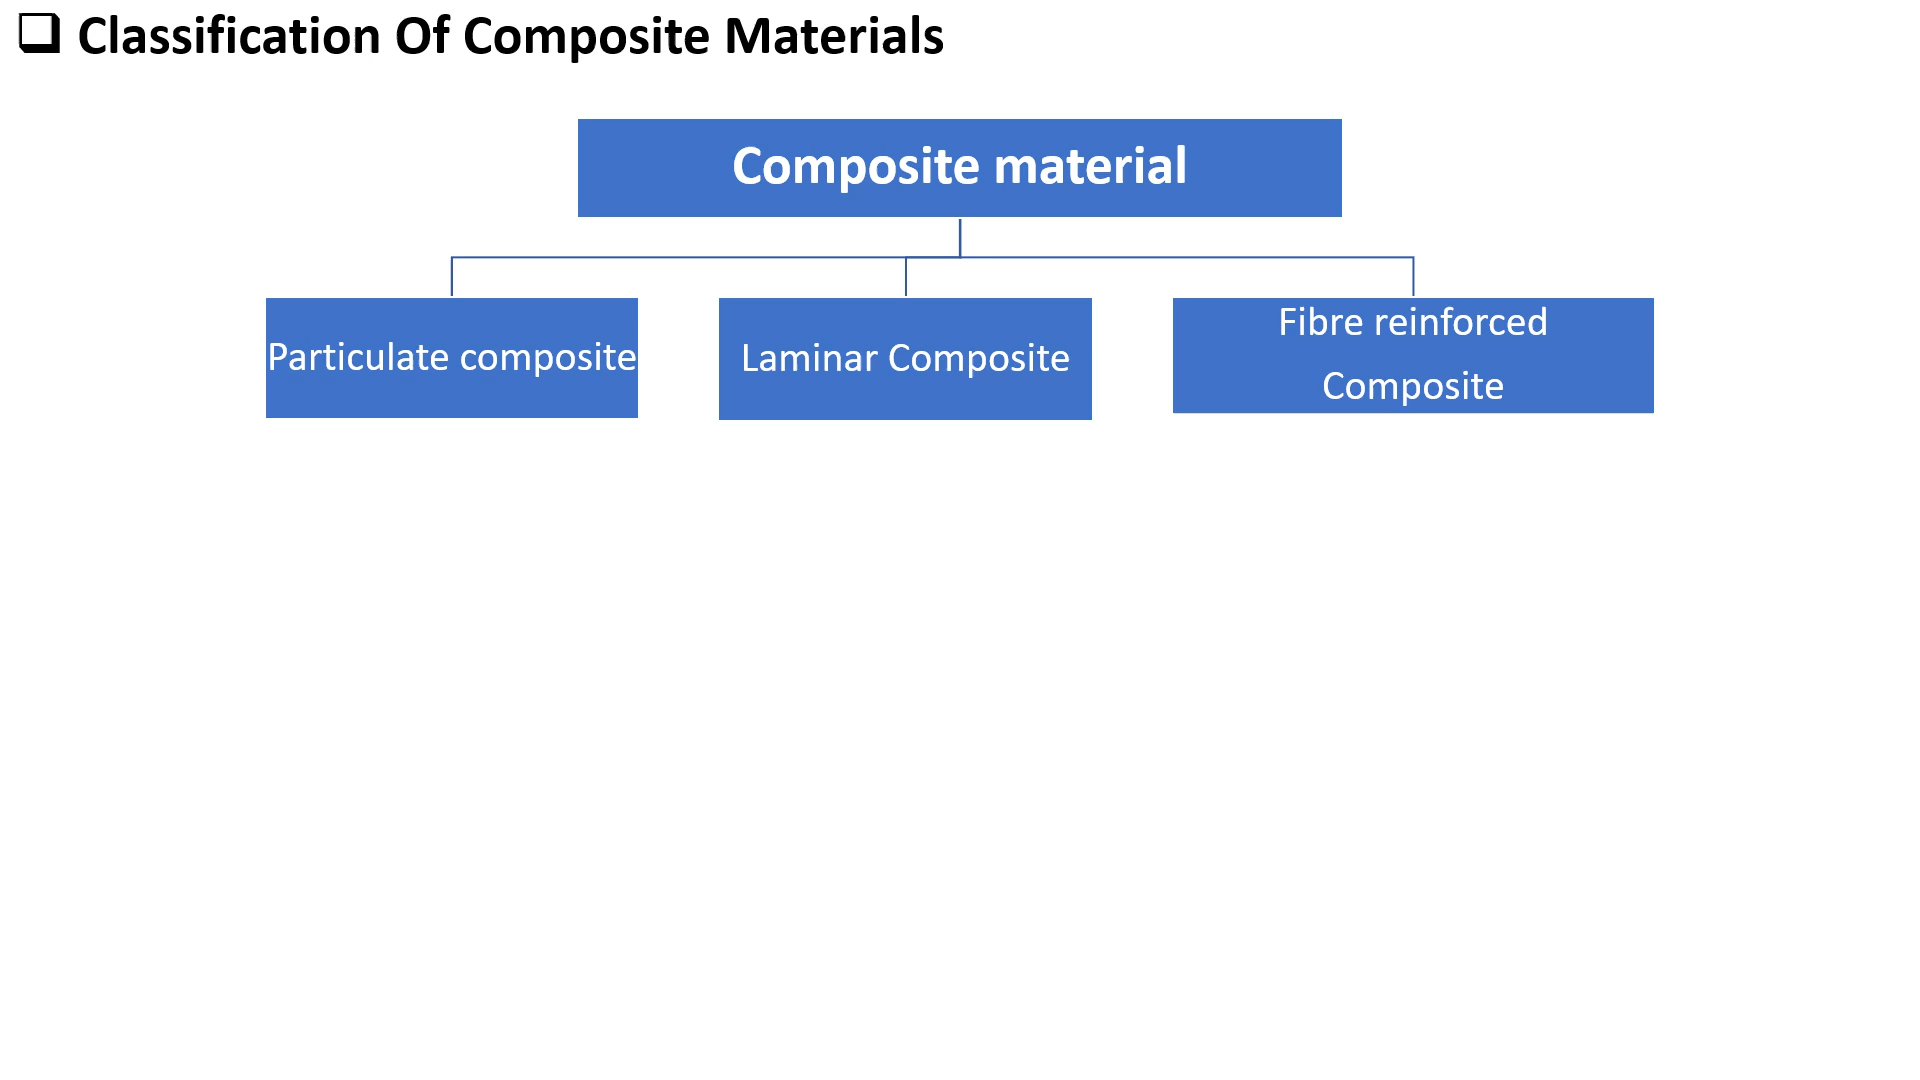 Classification Of Composite Materials
Composite material
Particulate composite
Laminar Composite
Fibre reinforced
Composite